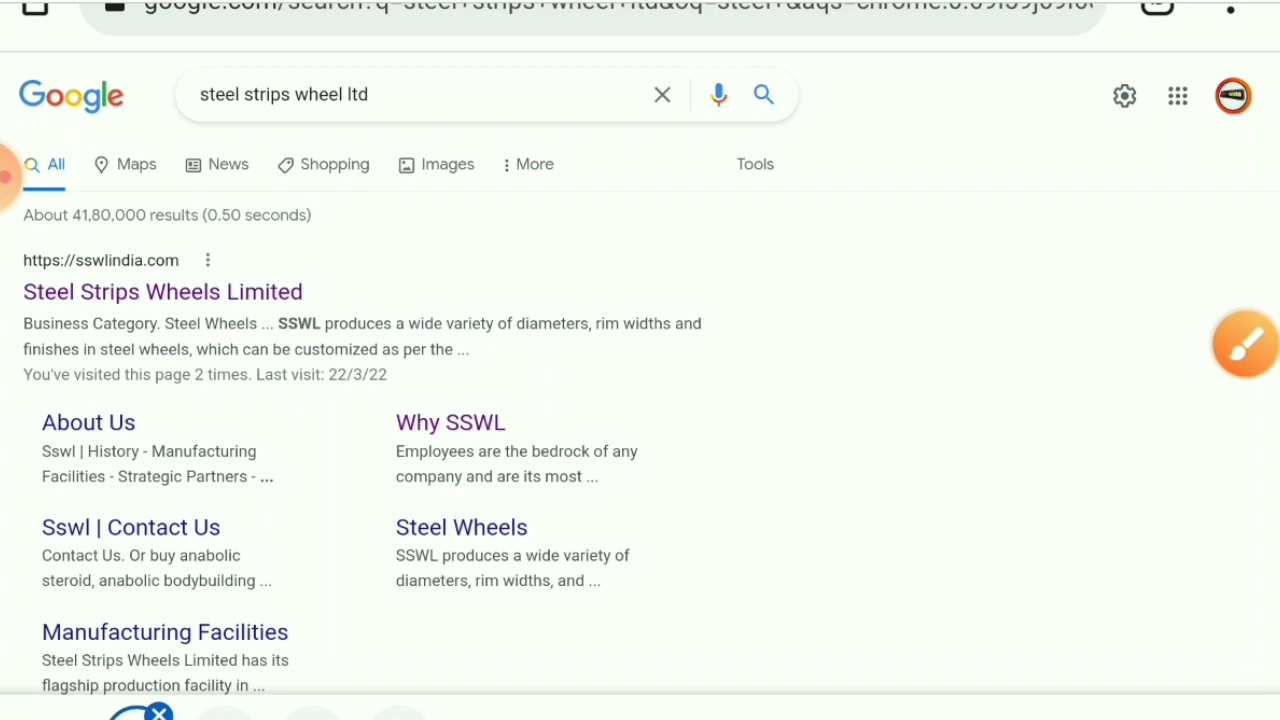 Google
steel strips wheel ltd
All
Maps
News
Shopping
Images
More
Tools
About 41,80,000 results (0.50 seconds)
https://sswlindia.com
Steel Strips Wheels Limited
Business Category. Steel Wheels ... SSWL produces a wide variety of diameters, rim widths and
finishes in steel wheels, which can be customized as per the ...
You've visited this page 2 times. Last visit: 22/3/22
About Us
Sswl | History - Manufacturing
Facilities - Strategic Partners - ...
Why SSWL
Employees are the bedrock of any
company and are its most ...
Sswl | Contact Us
Contact Us. Or buy anabolic
steroid, anabolic bodybuilding ...
Steel Wheels
SSWL produces a wide variety of
diameters, rim widths, and ...
Manufacturing Facilities
Steel Strips Wheels Limited has its
flagship production facility in ...